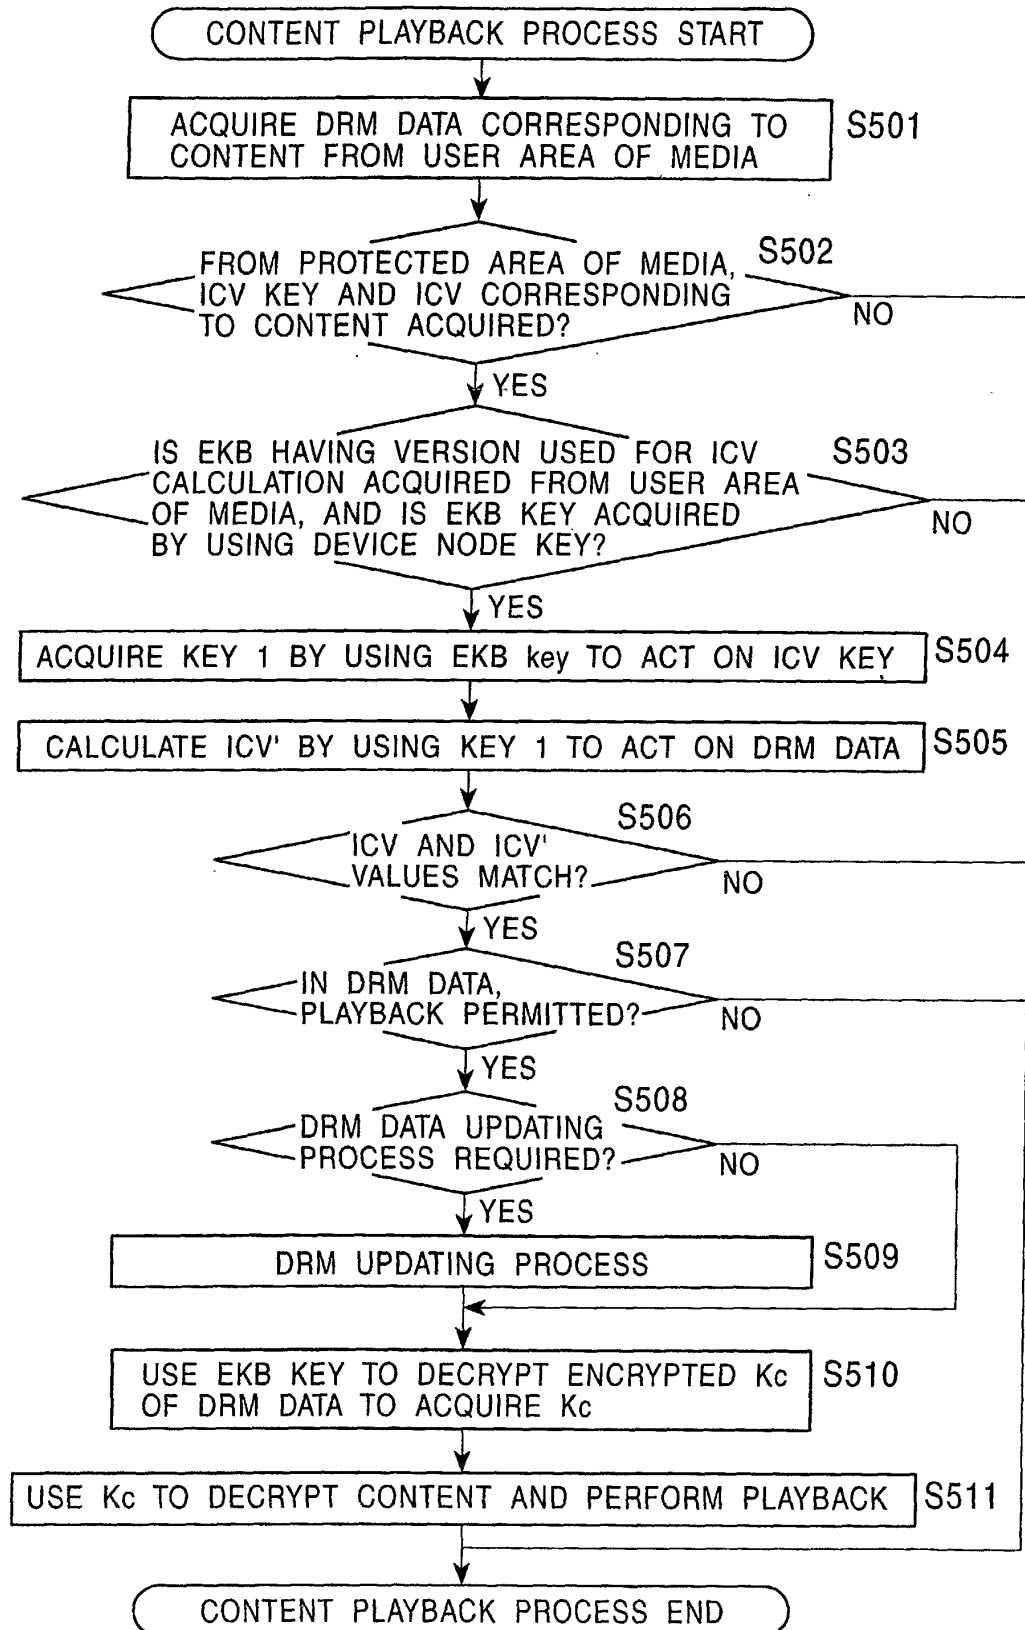 CONTENT PLAYBACK PROCESS START
ACQUIRE DRM DATA CORRESPONDING TO
CONTENT FROM USER AREA OF MEDIA
S501
FROM PROTECTED AREA OF MEDIA,
ICV KEY AND ICV CORRESPONDING
TO CONTENT ACQUIRED?
S502
NO
YES
IS EKB HAVING VERSION USED FOR ICV
CALCULATION ACQUIRED FROM USER AREA
OF MEDIA, AND IS EKB KEY ACQUIRED
BY USING DEVICE NODE KEY?
S503
NO
YES
ACQUIRE KEY 1 BY USING EKB key TO ACT ON ICV KEY
S504
CALCULATE ICV' BY USING KEY 1 TO ACT ON DRM DATA
S505
ICV AND ICV'
VALUES MATCH?
S506
NO
YES
IN DRM DATA,
PLAYBACK PERMITTED?
S507
NO
YES
DRM DATA UPDATING
PROCESS REQUIRED?
S508
NO
YES
DRM UPDATING PROCESS
S509
USE EKB KEY TO DECRYPT ENCRYPTED Kc
OF DRM DATA TO ACQUIRE Kc
S510
USE Kc TO DECRYPT CONTENT AND PERFORM PLAYBACK
S511
CONTENT PLAYBACK PROCESS END